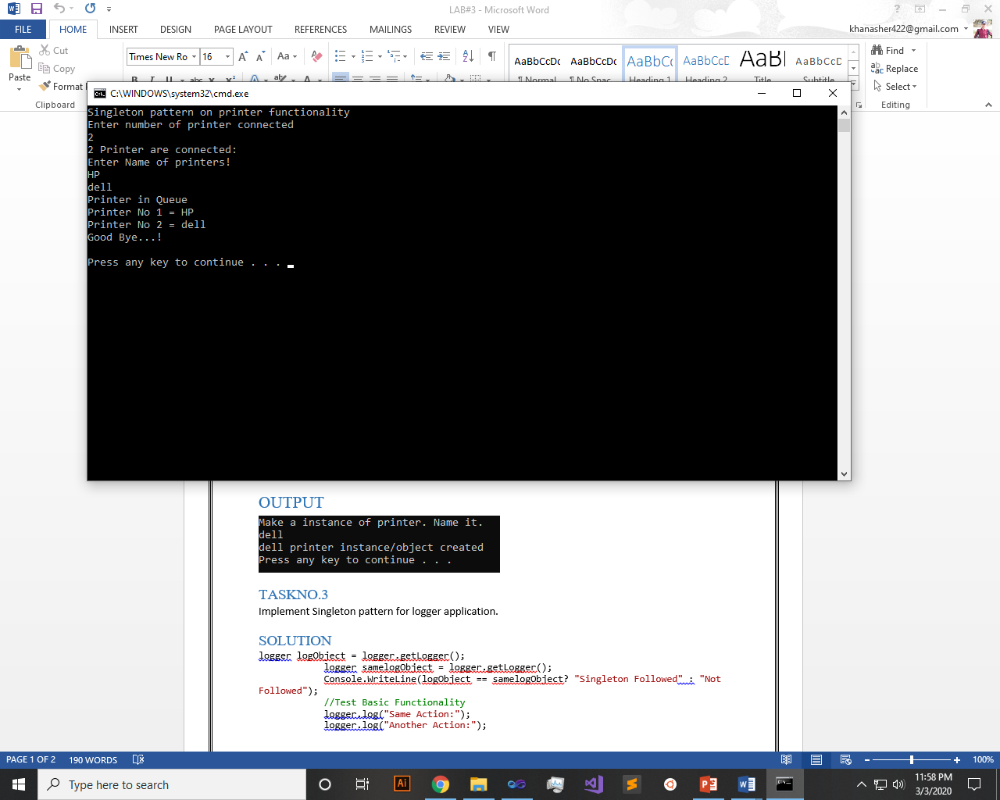 LAB#3 - Microsoft Word
FILE HOME INSERT DESIGN PAGE LAYOUT REFERENCES MAILINGS REVIEW VIEW khanasher422@gmail.com
Paste
Cut
Copy
Format
Clipboard
Times New Ro 16
AaBbCcDc AaBbCcDc AaBbCc AaBbCcD AaBl AaBbCcD
¶ Normal ¶ No Spac... Heading 1 Heading 2 Title Subtitle
Find
Replace
Select
Editing
C:\WINDOWS\system32\cmd.exe
Singleton pattern on printer functionality
Enter number of printer connected
2
2 Printer are connected:
Enter Name of printers!
HP
dell
Printer in Queue
Printer No 1 = HP
Printer No 2 = dell
Good Bye...!
Press any key to continue . . .
OUTPUT
Make a instance of printer. Name it.
dell
dell printer instance/object created
Press any key to continue . . .
TASKNO.3
Implement Singleton pattern for logger application.
SOLUTION
logger logObject = logger.getLogger();
logger samelogObject = logger.getLogger();
Console.WriteLine(logObject == samelogObject? "Singleton Followed" : "Not
Followed");
//Test Basic Functionality
logger.log("Same Action:");
logger.log("Another Action:");
PAGE 1 OF 2 190 WORDS 100%
Type here to search
11:58 PM
3/3/2020